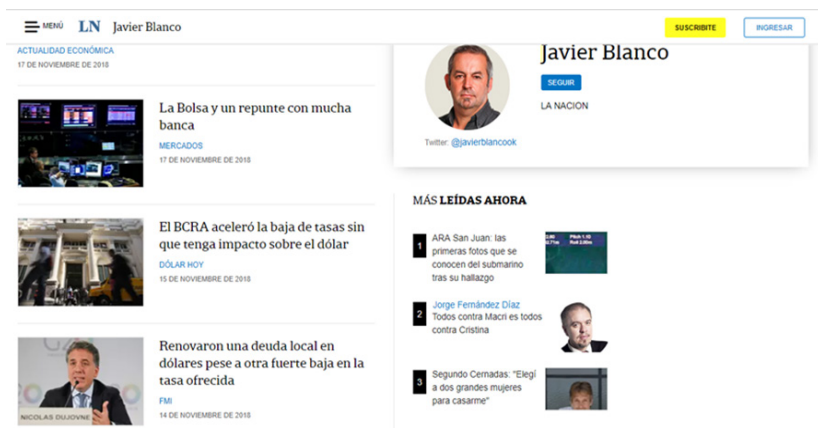 MENÚ LN Javier Blanco SUSCRIBITE INGRESAR
ACTUALIDAD ECONÓMICA
17 DE NOVIEMBRE DE 2018
La Bolsa y un repunte con mucha
banca
MERCADOS
17 DE NOVIEMBRE DE 2018
El BCRA aceleró la baja de tasas sin
que tenga impacto sobre el dólar
DÓLAR HOY
15 DE NOVIEMBRE DE 2018
Renovaron una deuda local en
dólares pese a otra fuerte baja en la
tasa ofrecida
FMI
14 DE NOVIEMBRE DE 2018
NICOLAS DUJOVNE
Javier Blanco
SEGUIR
LA NACION
Twitter: @javierblancook
MÁS LEÍDAS AHORA
1
ARA San Juan: las
primeras fotos que se
conocen del submarino
tras su hallazgo
2
Jorge Fernández Díaz
Todos contra Macri es todos
contra Cristina
3
Segundo Cernadas: "Elegí
a dos grandes mujeres
para casarme"